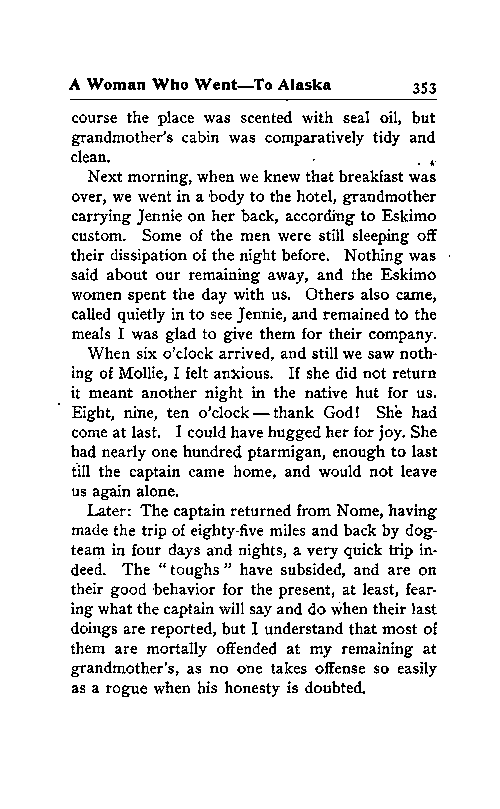 A Woman Who Went—To Alaska 353
course the place was scented with seal oil, but
grandmother's cabin was comparatively tidy and
clean.
Next morning, when we knew that breakfast was
over, we went in a body to the hotel, grandmother
carrying Jennie on her back, according to Eskimo
custom. Some of the men were still sleeping off
their dissipation of the night before. Nothing was
said about our remaining away, and the Eskimo
women spent the day with us. Others also came,
called quietly in to see Jennie, and remained to the
meals I was glad to give them for their company.
When six o'clock arrived, and still we saw noth-
ing of Mollie, I felt anxious. If she did not return
it meant another night in the native hut for us.
Eight, nine, ten o'clock—thank God! She had
come at last. I could have hugged her for joy. She
had nearly one hundred ptarmigan, enough to last
till the captain came home, and would not leave
us again alone.
Later: The captain returned from Nome, having
made the trip of eighty-five miles and back by dog-
team in four days and nights, a very quick trip in-
deed. The "toughs" have subsided, and are on
their good behavior for the present, at least, fear-
ing what the captain will say and do when their last
doings are reported, but I understand that most of
them are mortally offended at my remaining at
grandmother's, as no one takes offense so easily
as a rogue when his honesty is doubted.